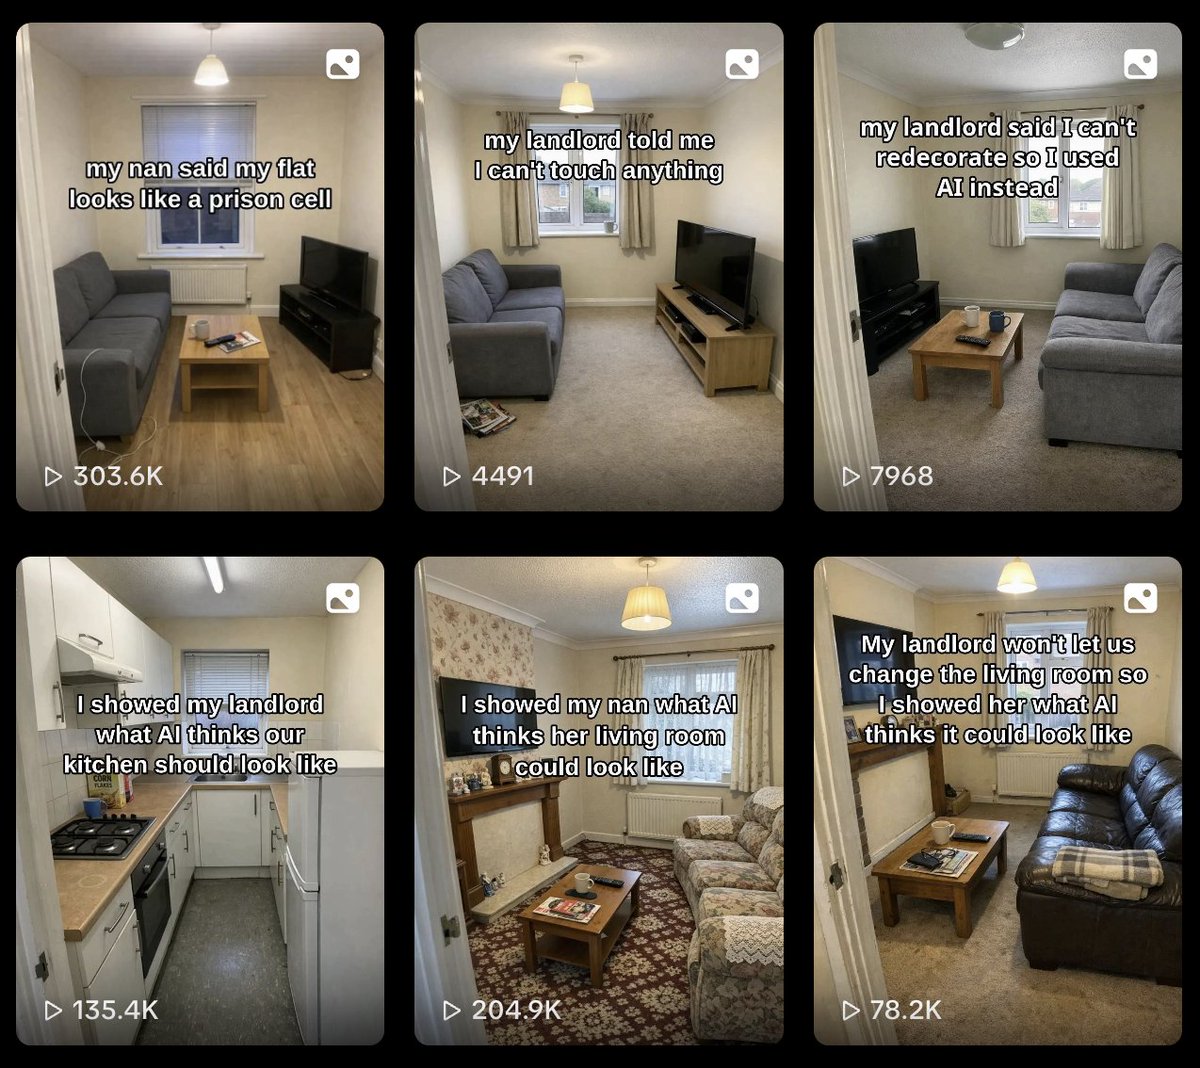 my nan said my flat
looks like a prison cell
303.6K
my landlord told me
I can't touch anything
4491
my landlord said I can't
redecorate so I used
AI instead
7968
I showed my landlord
what AI thinks our
kitchen should look like
CORN
FLAKES
135.4K
I showed my nan what AI
thinks her living room
could look like
204.9K
My landlord won't let us
change the living room so
I showed her what AI
thinks it could look like
78.2K